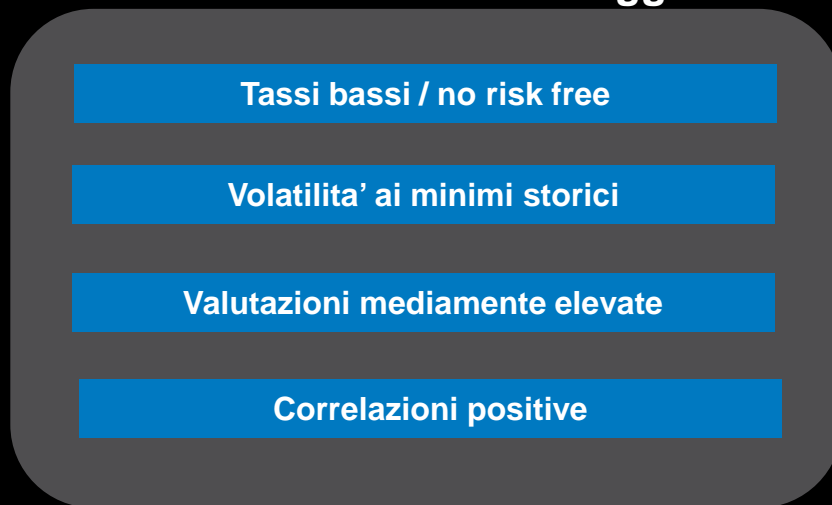 Tassi bassi / no risk free
Volatilita’ ai minimi storici
Valutazioni mediamente elevate
Correlazioni positive